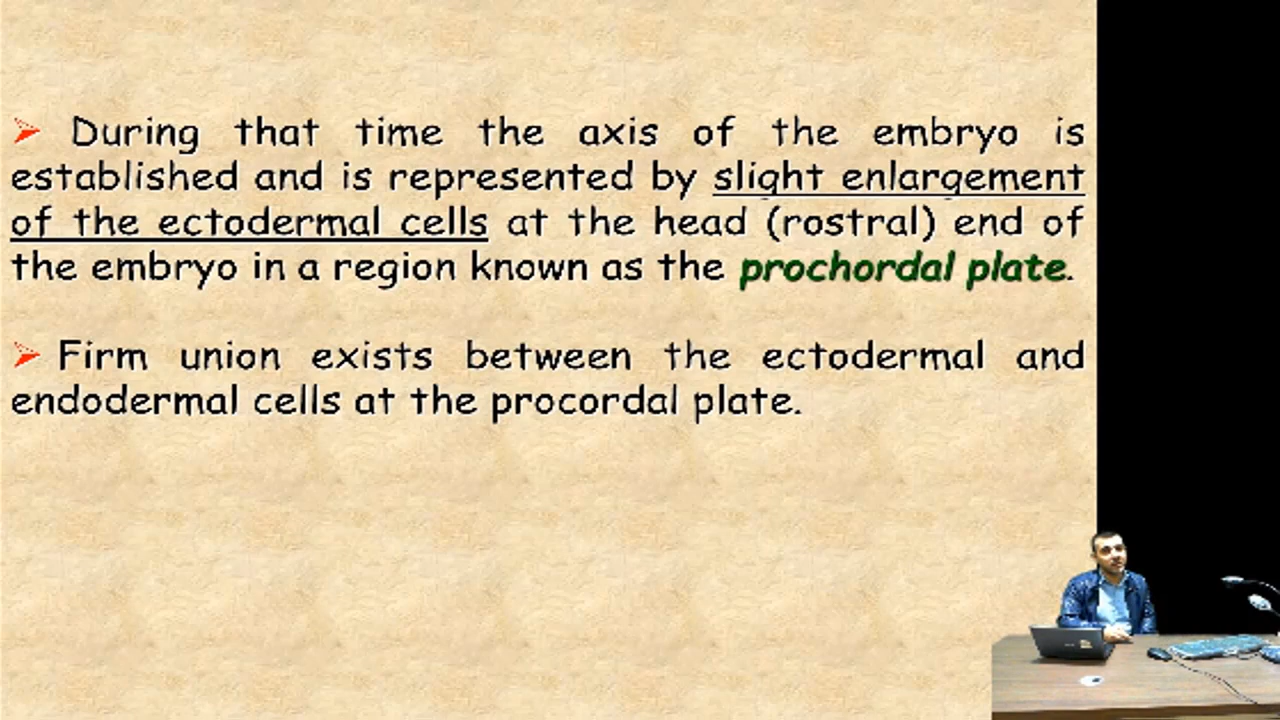 ➢ During that time the axis of the embryo is
established and is represented by slight enlargement
of the ectodermal cells at the head (rostral) end of
the embryo in a region known as the prochordal plate.
➢ Firm union exists between the ectodermal and
endodermal cells at the procordal plate.